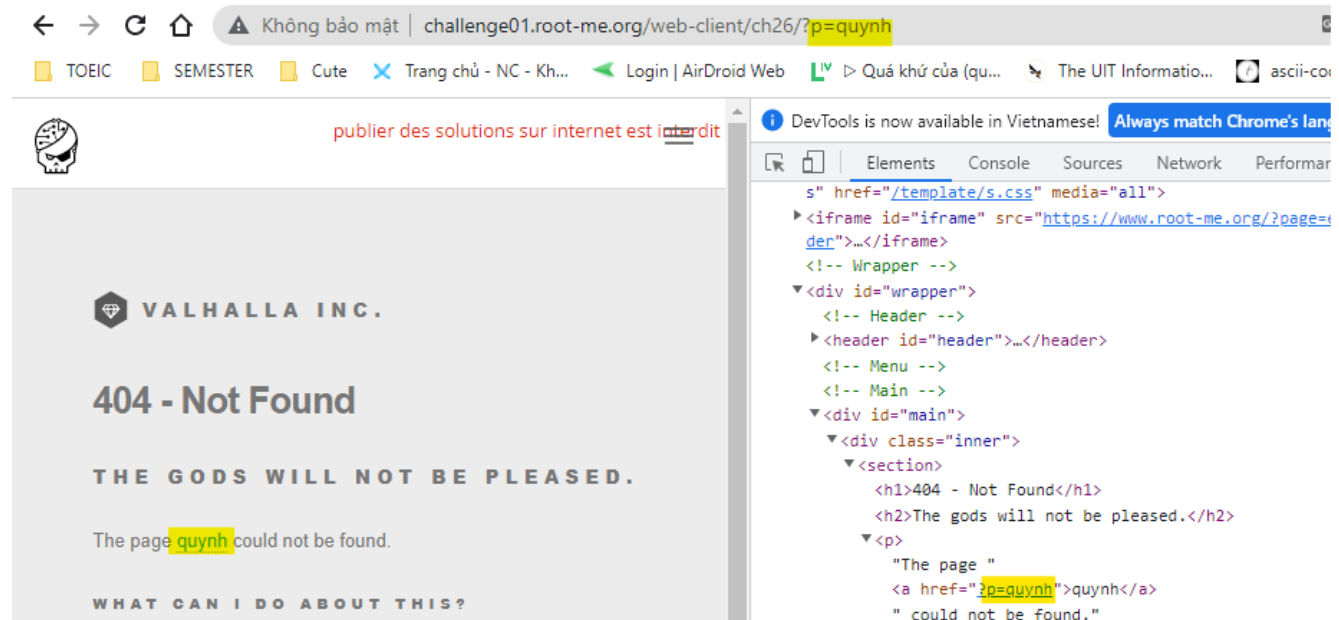 Không bảo mật | challenge01.root-me.org/web-client/ch26/?p=quynh
TOEIC SEMESTER Cute Trang chủ - NC - Kh... Login | AirDroid Web ▷ Quá khứ của (qu... The UIT Informatio... ascii-co
publier des solutions sur internet est interdit
VALHALLA INC.
404 - Not Found
THE GODS WILL NOT BE PLEASED.
The page quynh could not be found.
WHAT CAN I DO ABOUT THIS?
DevTools is now available in Vietnamese! Always match Chrome's lang
Elements Console Sources Network Performan
s" href="/template/s.css" media="all">
<iframe id="iframe" src="https://www.root-me.org/?page=e
der">…</iframe>
<!-- Wrapper -->
<div id="wrapper">
<!-- Header -->
<header id="header">…</header>
<!-- Menu -->
<!-- Main -->
<div id="main">
<div class="inner">
<section>
<h1>404 - Not Found</h1>
<h2>The gods will not be pleased.</h2>
<p>
"The page "
<a href="?p=quynh">quynh</a>
" could not be found."